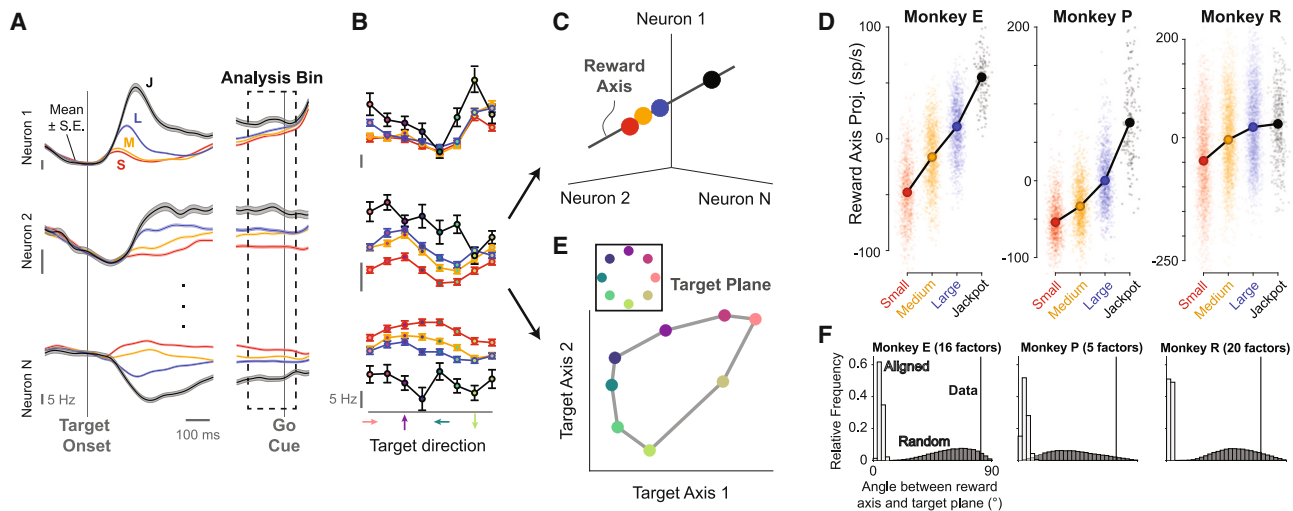 A
Mean
± S.E.
J
L
M
S
Neuron 1
Analysis Bin
Neuron 2
Neuron N
5 Hz
Target
Onset
100 ms
Go
Cue
B
5 Hz
Target direction
C
Neuron 1
Reward
Axis
Neuron 2
Neuron N
E
Target Plane
Target Axis 2
Target Axis 1
D
Monkey E
Monkey P
Monkey R
Reward Axis Proj. (sp/s)
100
0
-100
200
0
-100
200
0
-250
Small
Medium
Large
Jackpot
Small
Medium
Large
Jackpot
Small
Medium
Large
Jackpot
F
Monkey E (16 factors)
Monkey P (5 factors)
Monkey R (20 factors)
Relative Frequency
0.6
0.4
0.2
0.0
Aligned
Data
Random
0
90
Angle between reward
axis and target plane (°)